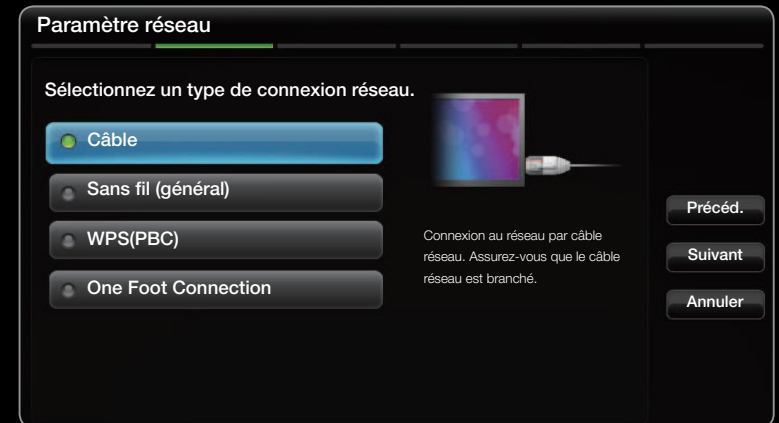 Paramètre réseau
Sélectionnez un type de connexion réseau.
Câble
Sans fil (général)
WPS(PBC)
One Foot Connection
Connexion au réseau par câble
réseau. Assurez-vous que le câble
réseau est branché.
Précéd.
Suivant
Annuler